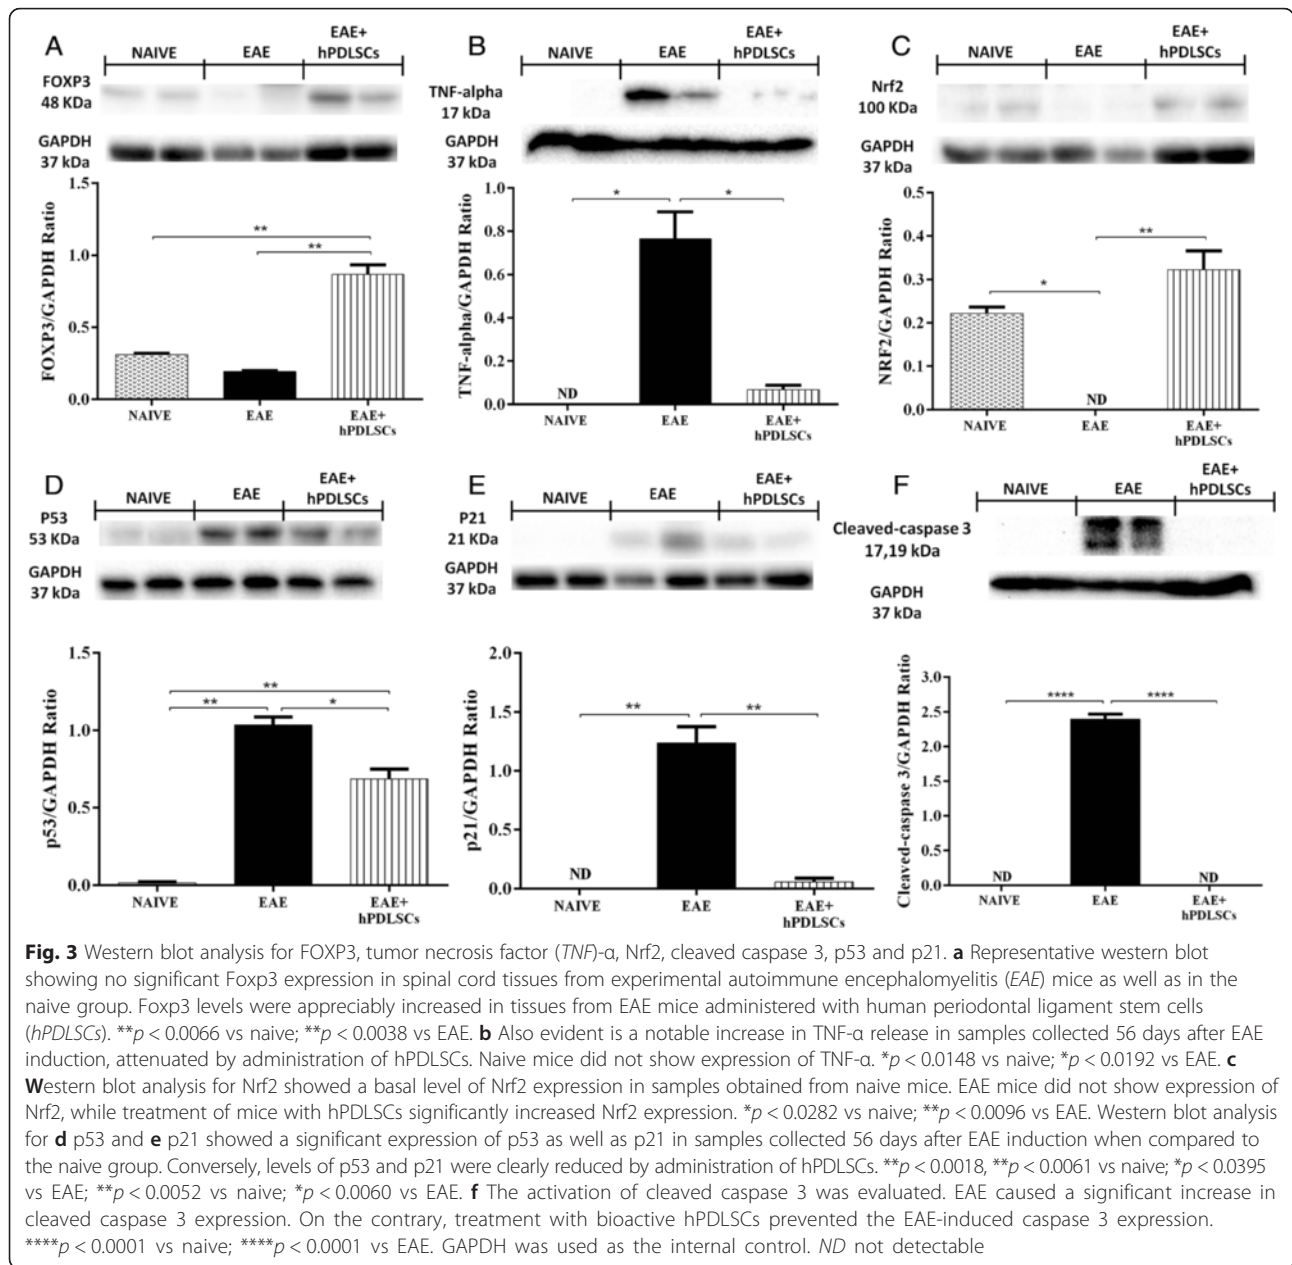 A
NAIVE
EAE
EAE+
hPDLSCs
FOXP3
48 KDa
GAPDH
37 kDa
FOXP3/GAPDH Ratio
1.5
1.0
0.5
0.0
**
**
NAIVE
EAE
EAE+
hPDLSCs
B
NAIVE
EAE
EAE+
hPDLSCs
TNF-alpha
17 kDa
GAPDH
37 kDa
TNF-alpha/GAPDH Ratio
1.0
0.8
0.6
0.4
0.2
0.0
*
*
ND
NAIVE
EAE
EAE+
hPDLSCs
C
NAIVE
EAE
EAE+
hPDLSCs
Nrf2
100 KDa
GAPDH
37 kDa
NRF2/GAPDH Ratio
0.5
0.4
0.3
0.2
0.1
0.0
**
*
ND
NAIVE
EAE
EAE+
hPDLSCs
D
NAIVE
EAE
EAE+
hPDLSCs
P53
53 KDa
GAPDH
37 kDa
p53/GAPDH Ratio
1.5
1.0
0.5
0.0
**
**
*
NAIVE
EAE
EAE+
hPDLSCs
E
NAIVE
EAE
EAE+
hPDLSCs
P21
21 KDa
GAPDH
37 kDa
p21/GAPDH Ratio
2.0
1.5
1.0
0.5
0.0
**
**
ND
NAIVE
EAE
EAE+
hPDLSCs
F
NAIVE
EAE
EAE+
hPDLSCs
Cleaved-caspase 3
17,19 kDa
GAPDH
37 kDa
Cleaved-caspase 3/GAPDH Ratio
3.0
2.5
2.0
1.5
1.0
0.5
0.0
****
****
ND
ND
NAIVE
EAE
EAE+
hPDLSCs
Fig. 3 Western blot analysis for FOXP3, tumor necrosis factor (TNF)-α, Nrf2, cleaved caspase 3, p53 and p21. a Representative western blot
showing no significant Foxp3 expression in spinal cord tissues from experimental autoimmune encephalomyelitis (EAE) mice as well as in the
naive group. Foxp3 levels were appreciably increased in tissues from EAE mice administered with human periodontal ligament stem cells
(hPDLSCs). **p < 0.0066 vs naive; **p < 0.0038 vs EAE. b Also evident is a notable increase in TNF-α release in samples collected 56 days after EAE
induction, attenuated by administration of hPDLSCs. Naive mice did not show expression of TNF-α. *p < 0.0148 vs naive; *p < 0.0192 vs EAE. c
Western blot analysis for Nrf2 showed a basal level of Nrf2 expression in samples obtained from naive mice. EAE mice did not show expression of
Nrf2, while treatment of mice with hPDLSCs significantly increased Nrf2 expression. *p < 0.0282 vs naive; **p < 0.0096 vs EAE. Western blot analysis
for d p53 and e p21 showed a significant expression of p53 as well as p21 in samples collected 56 days after EAE induction when compared to
the naive group. Conversely, levels of p53 and p21 were clearly reduced by administration of hPDLSCs. **p < 0.0018, **p < 0.0061 vs naive; *p < 0.0395
vs EAE; **p < 0.0052 vs naive; *p < 0.0060 vs EAE. f The activation of cleaved caspase 3 was evaluated. EAE caused a significant increase in
cleaved caspase 3 expression. On the contrary, treatment with bioactive hPDLSCs prevented the EAE-induced caspase 3 expression.
****p < 0.0001 vs naive; ****p < 0.0001 vs EAE. GAPDH was used as the internal control. ND not detectable